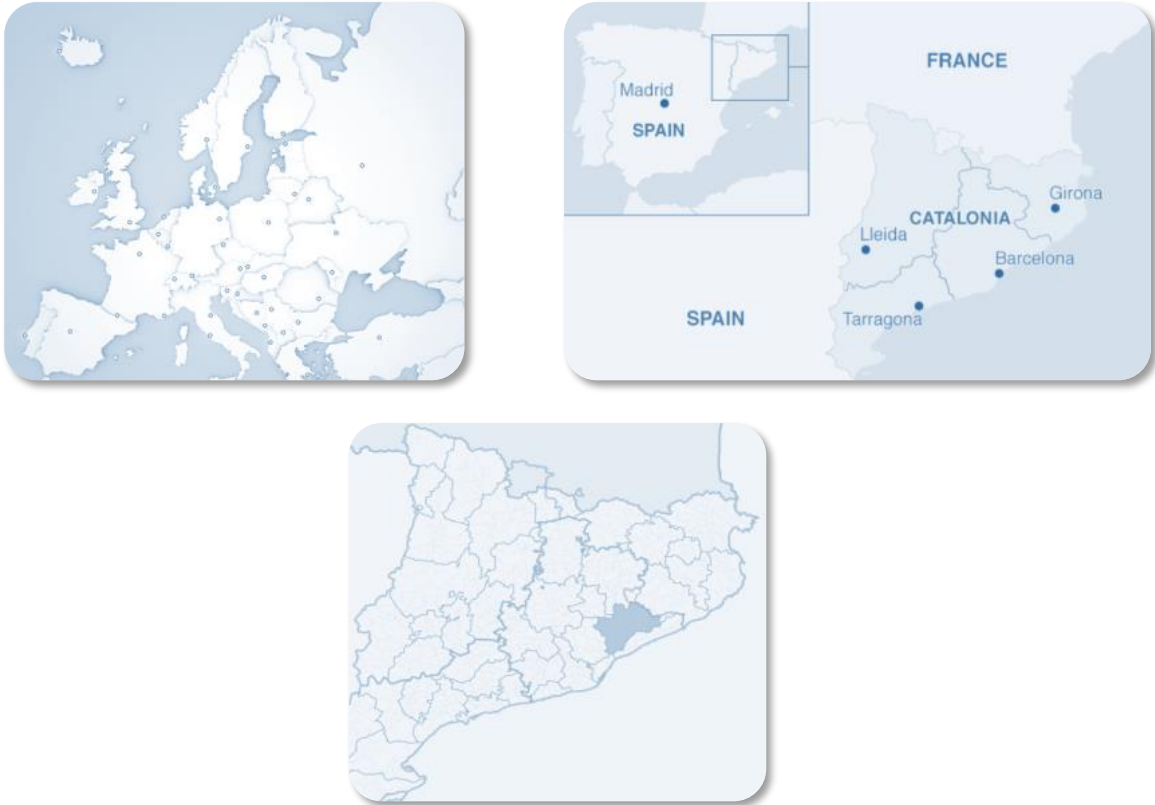 FRANCE
Madrid
SPAIN
Girona
CATALONIA
Lleida
Barcelona
SPAIN
Tarragona